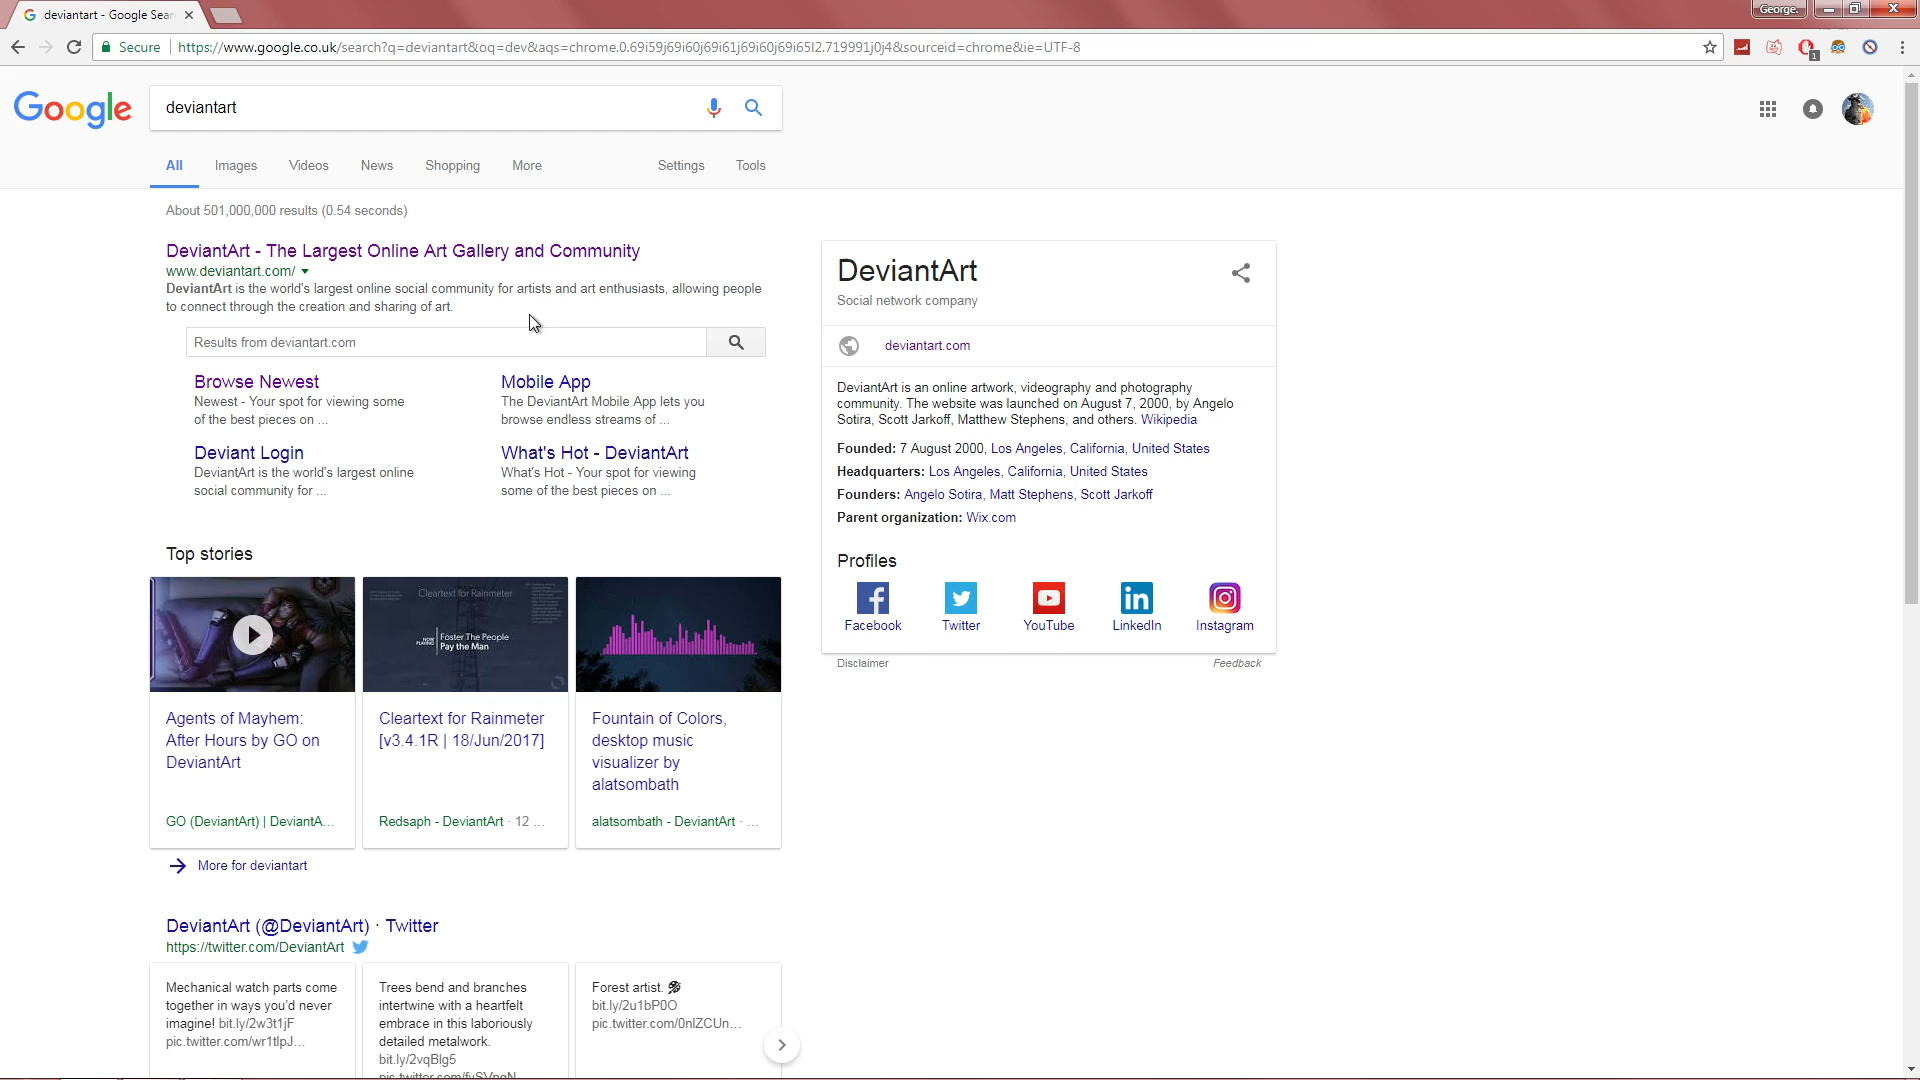 deviantart - Google Sear
George.
Secure
https://www.google.co.uk/search?q=deviantart&oq=dev&aqs=chrome.0.69i59j69i60j69i61j69i60j69i65l2.719991j0j4&sourceid=chrome&ie=UTF-8
1
Google
deviantart
All
Images
Videos
News
Shopping
More
Settings
Tools
About 501,000,000 results (0.54 seconds)
DeviantArt - The Largest Online Art Gallery and Community
www.deviantart.com/
DeviantArt is the world's largest online social community for artists and art enthusiasts, allowing people
to connect through the creation and sharing of art.
Results from deviantart.com
Browse Newest
Newest - Your spot for viewing some
of the best pieces on ...
Mobile App
The DeviantArt Mobile App lets you
browse endless streams of ...
Deviant Login
DeviantArt is the world's largest online
social community for ...
What's Hot - DeviantArt
What's Hot - Your spot for viewing
some of the best pieces on ...
Top stories
Agents of Mayhem:
After Hours by GO on
DeviantArt
GO (DeviantArt) | DeviantA...
Cleartext for Rainmeter
NOW
PLAYING
Foster The People
Pay the Man
Cleartext for Rainmeter
[v3.4.1R | 18/Jun/2017]
Redsaph - DeviantArt · 12 ...
Fountain of Colors,
desktop music
visualizer by
alatsombath
alatsombath - DeviantArt · ...
More for deviantart
DeviantArt (@DeviantArt) · Twitter
https://twitter.com/DeviantArt
Mechanical watch parts come
together in ways you'd never
imagine! bit.ly/2w3t1jF
pic.twitter.com/wr1tlpJ...
Trees bend and branches
intertwine with a heartfelt
embrace in this laboriously
detailed metalwork.
bit.ly/2vqBlg5
pic.twitter.com/fySVngN
Forest artist.
bit.ly/2u1bP0O
pic.twitter.com/0nlZCUn...
DeviantArt
Social network company
deviantart.com
DeviantArt is an online artwork, videography and photography
community. The website was launched on August 7, 2000, by Angelo
Sotira, Scott Jarkoff, Matthew Stephens, and others. Wikipedia
Founded: 7 August 2000, Los Angeles, California, United States
Headquarters: Los Angeles, California, United States
Founders: Angelo Sotira, Matt Stephens, Scott Jarkoff
Parent organization: Wix.com
Profiles
Facebook
Twitter
YouTube
LinkedIn
Instagram
Disclaimer
Feedback